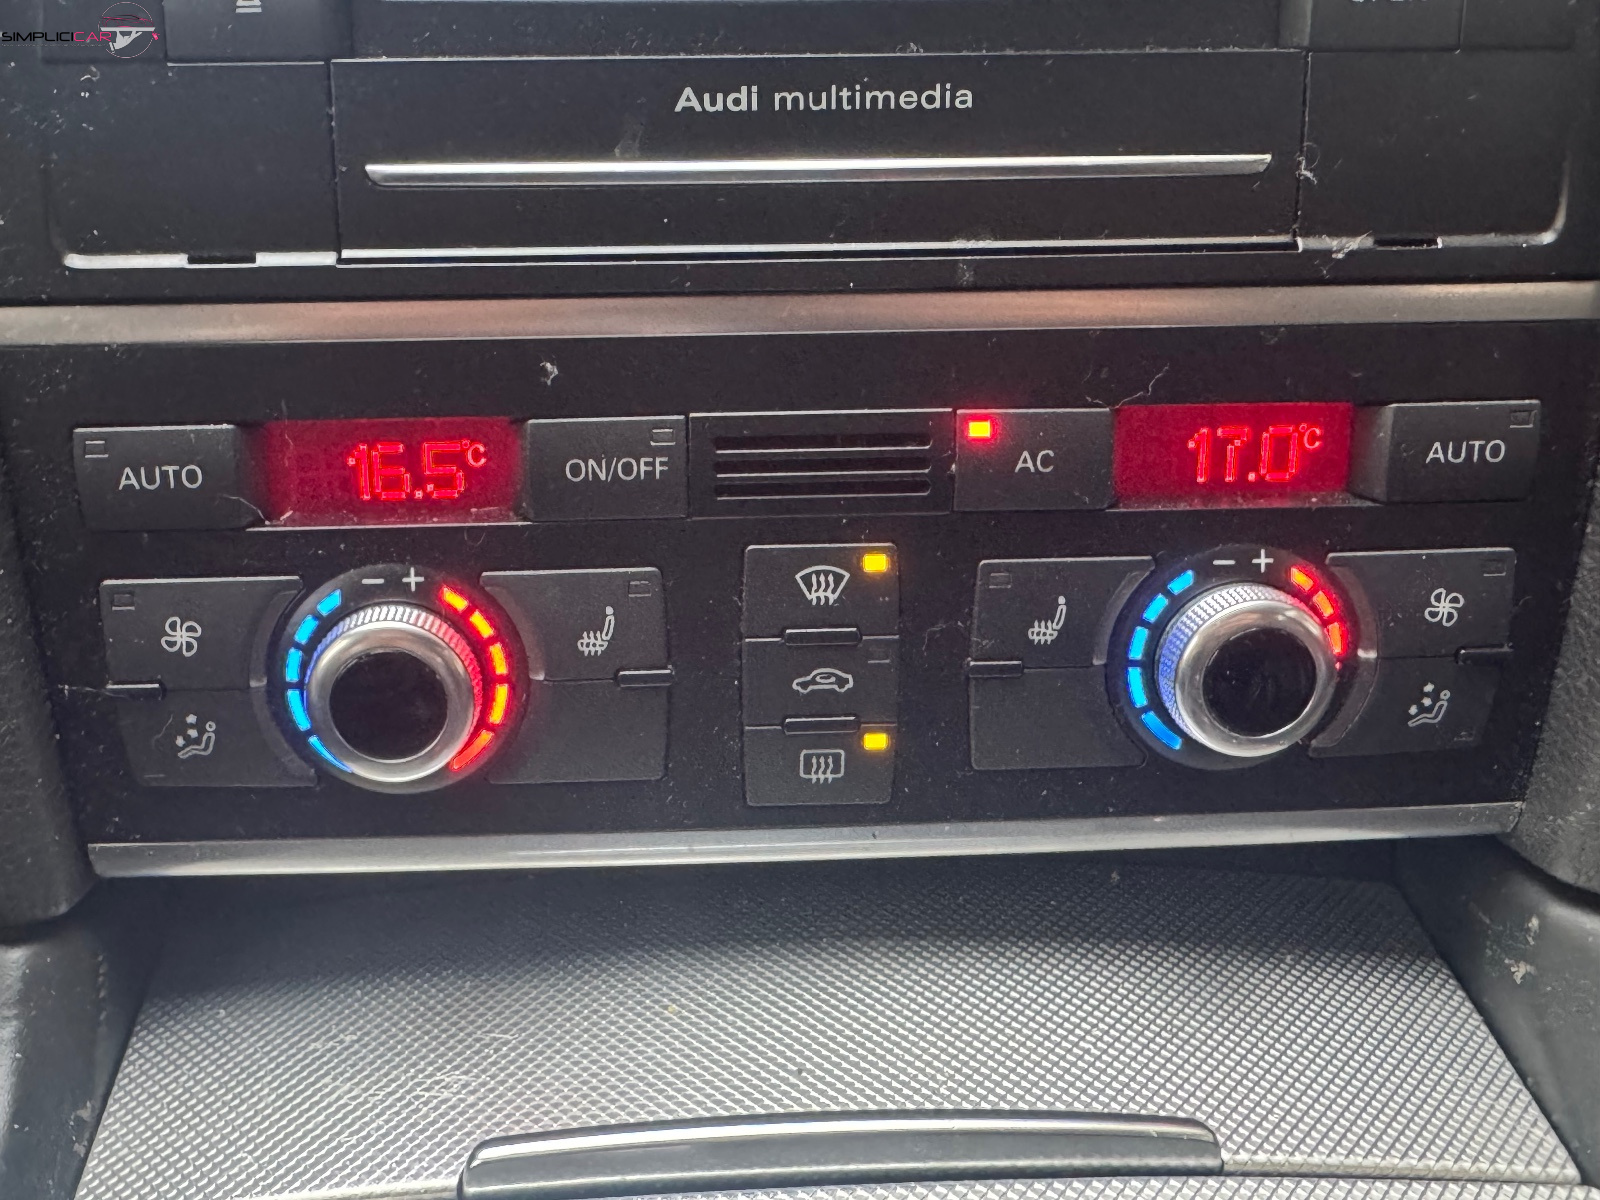 SIMPLICICAR
Audi multimedia
AUTO
16.5°C
ON/OFF
AC
17.0°C
AUTO
- +
- +